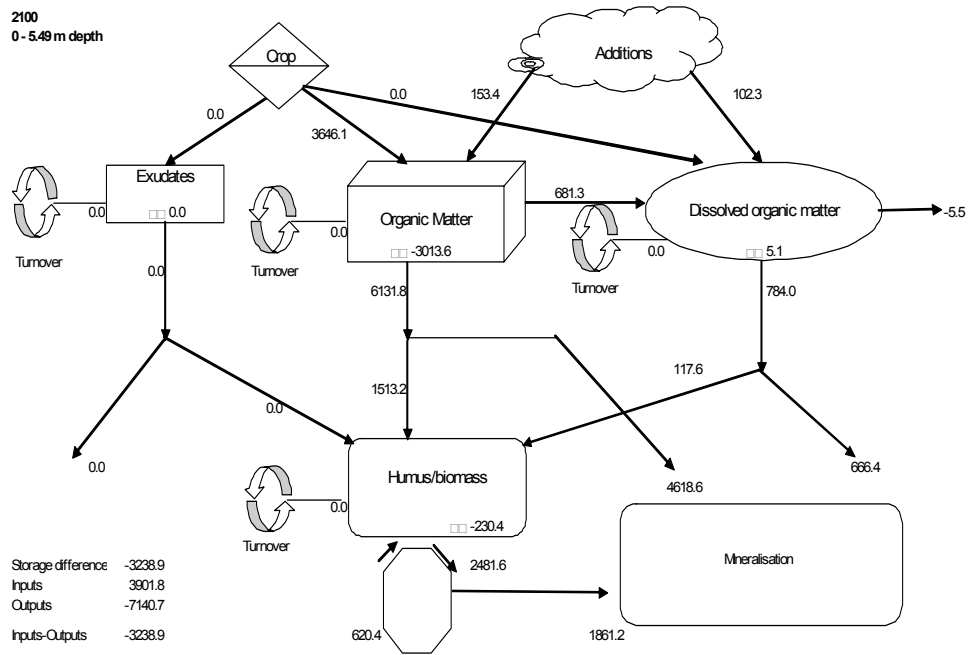 2100
0 - 5.49 m depth
Crop
Additions
0.0
153.4
102.3
0.0
3646.1
Exudates
0.0
0.0
Turnover
Organic Matter
-3013.6
0.0
Turnover
681.3
Dissolved organic matter
5.1
0.0
Turnover
-5.5
0.0
6131.8
784.0
1513.2
117.6
0.0
0.0
4618.6
666.4
Humus/biomass
-230.4
0.0
Turnover
Mineralisation
2481.6
620.4
1861.2
Storage difference -3238.9
Inputs 3901.8
Outputs -7140.7
Inputs-Outputs -3238.9